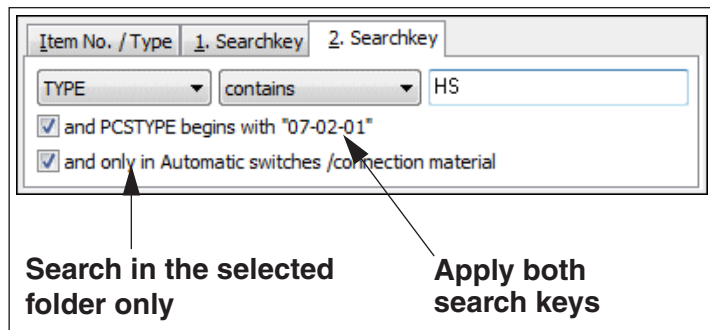 Item No. / Type 1. Searchkey 2. Searchkey
TYPE contains HS
and PCSTYPE begins with "07-02-01"
and only in Automatic switches /connection material
Search in the selected
folder only
Apply both
search keys